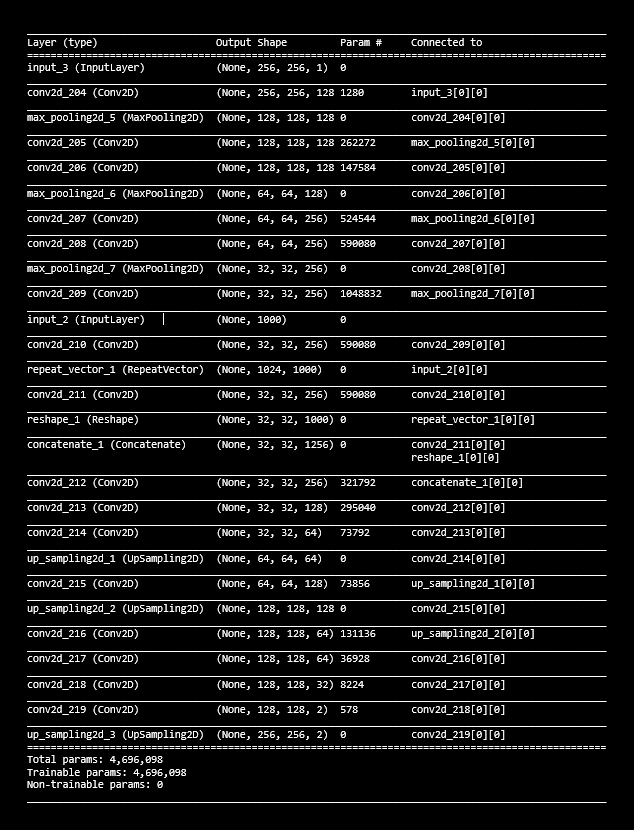 Layer (type) Output Shape Param # Connected to
input_3 (InputLayer) (None, 256, 256, 1) 0
conv2d_204 (Conv2D) (None, 256, 256, 128 1280 input_3[0][0]
max_pooling2d_5 (MaxPooling2D) (None, 128, 128, 128 0 conv2d_204[0][0]
conv2d_205 (Conv2D) (None, 128, 128, 128 262272 max_pooling2d_5[0][0]
conv2d_206 (Conv2D) (None, 128, 128, 128 147584 conv2d_205[0][0]
max_pooling2d_6 (MaxPooling2D) (None, 64, 64, 128) 0 conv2d_206[0][0]
conv2d_207 (Conv2D) (None, 64, 64, 256) 524544 max_pooling2d_6[0][0]
conv2d_208 (Conv2D) (None, 64, 64, 256) 590080 conv2d_207[0][0]
max_pooling2d_7 (MaxPooling2D) (None, 32, 32, 256) 0 conv2d_208[0][0]
conv2d_209 (Conv2D) (None, 32, 32, 256) 1048832 max_pooling2d_7[0][0]
input_2 (InputLayer) (None, 1000) 0
conv2d_210 (Conv2D) (None, 32, 32, 256) 590080 conv2d_209[0][0]
repeat_vector_1 (RepeatVector) (None, 1024, 1000) 0 input_2[0][0]
conv2d_211 (Conv2D) (None, 32, 32, 256) 590080 conv2d_210[0][0]
reshape_1 (Reshape) (None, 32, 32, 1000) 0 repeat_vector_1[0][0]
concatenate_1 (Concatenate) (None, 32, 32, 1256) 0 conv2d_211[0][0]
reshape_1[0][0]
conv2d_212 (Conv2D) (None, 32, 32, 256) 321792 concatenate_1[0][0]
conv2d_213 (Conv2D) (None, 32, 32, 128) 295040 conv2d_212[0][0]
conv2d_214 (Conv2D) (None, 32, 32, 64) 73792 conv2d_213[0][0]
up_sampling2d_1 (UpSampling2D) (None, 64, 64, 64) 0 conv2d_214[0][0]
conv2d_215 (Conv2D) (None, 64, 64, 128) 73856 up_sampling2d_1[0][0]
up_sampling2d_2 (UpSampling2D) (None, 128, 128, 128 0 conv2d_215[0][0]
conv2d_216 (Conv2D) (None, 128, 128, 64) 131136 up_sampling2d_2[0][0]
conv2d_217 (Conv2D) (None, 128, 128, 64) 36928 conv2d_216[0][0]
conv2d_218 (Conv2D) (None, 128, 128, 32) 8224 conv2d_217[0][0]
conv2d_219 (Conv2D) (None, 128, 128, 2) 578 conv2d_218[0][0]
up_sampling2d_3 (UpSampling2D) (None, 256, 256, 2) 0 conv2d_219[0][0]
Total params: 4,696,098
Trainable params: 4,696,098
Non-trainable params: 0